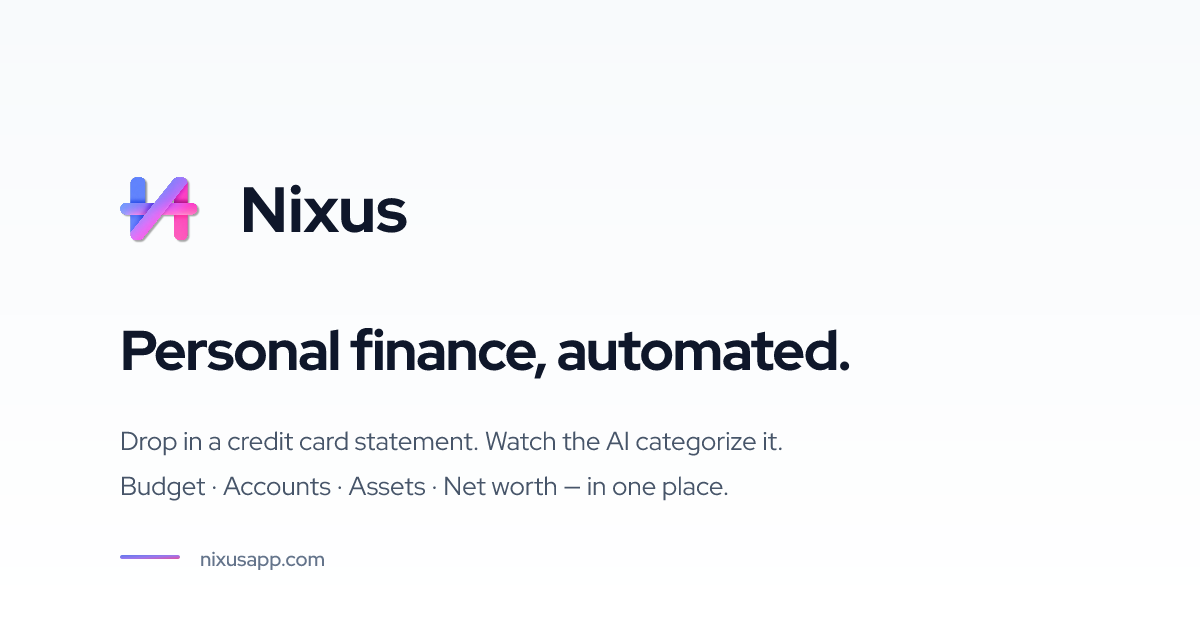 Nixus
Personal finance, automated.
Drop in a credit card statement. Watch the AI categorize it.
Budget · Accounts · Assets · Net worth — in one place.
nixusapp.com